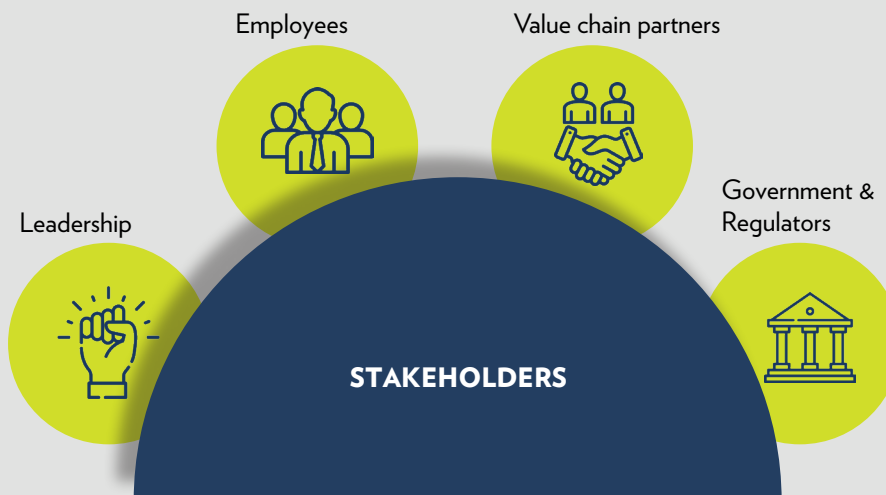 Employees
Value chain partners
Leadership
Government &
Regulators
STAKEHOLDERS